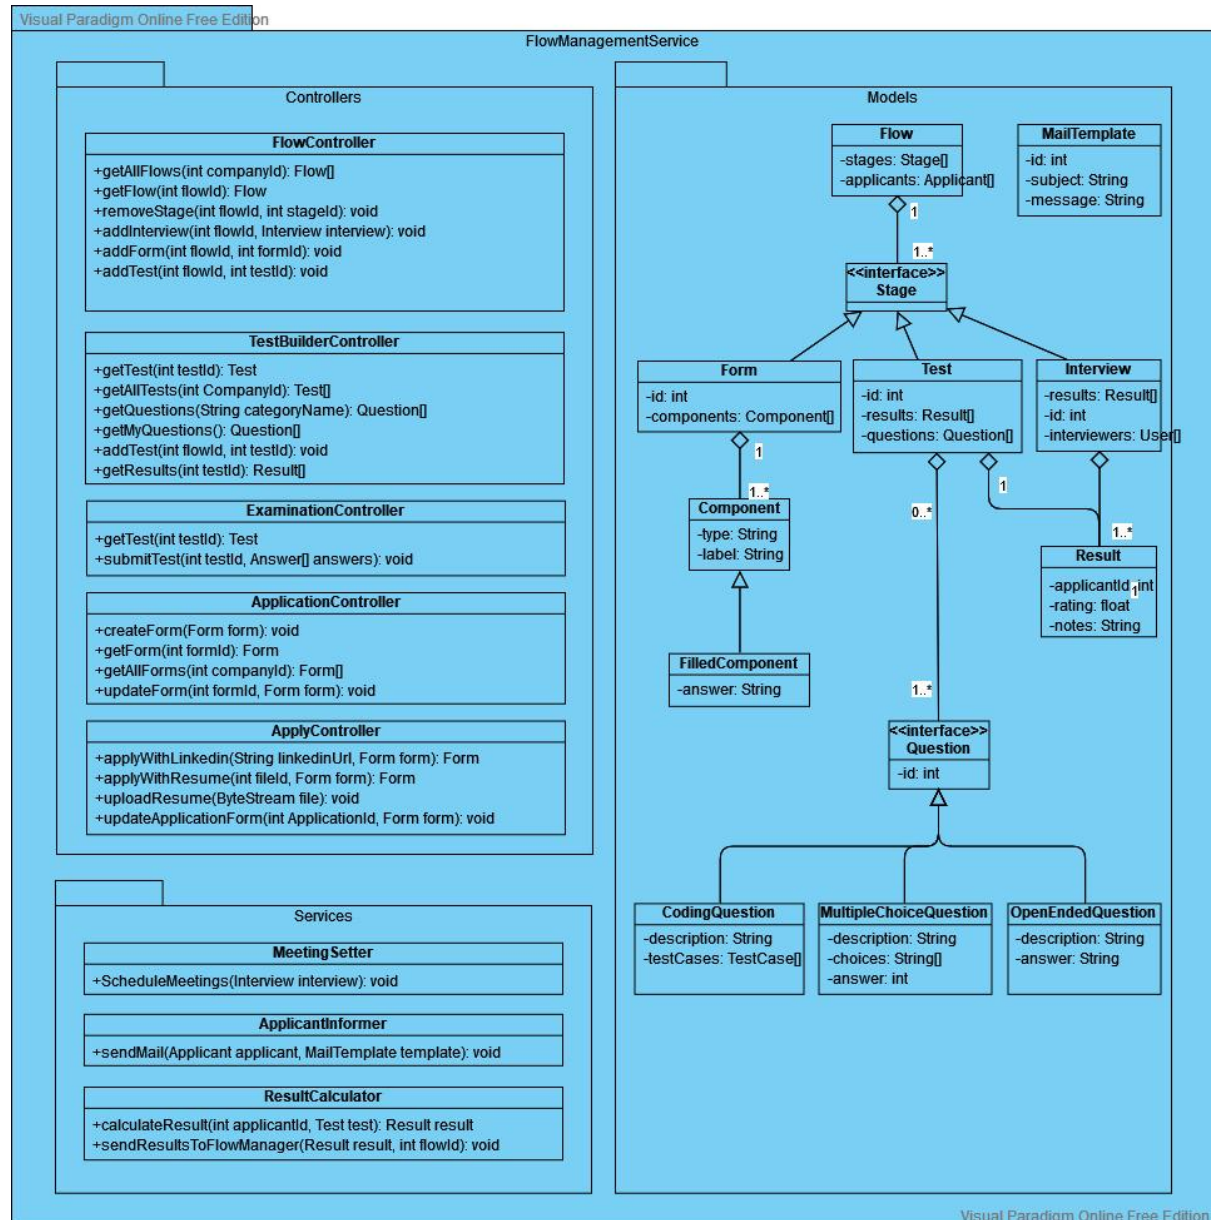 Visual Paradigm Online Free Edition
FlowManagementService
Controllers
FlowController
+getAllFlows(int companyId): Flow[]
+getFlow(int flowId): Flow
+removeStage(int flowId, int stageId): void
+addInterview(int flowId, Interview interview): void
+addForm(int flowId, int formId): void
+addTest(int flowId, int testId): void
TestBuilderController
+getTest(int testId): Test
+getAllTests(int CompanyId): Test[]
+getQuestions(String categoryName): Question[]
+getMyQuestions(): Question[]
+addTest(int flowId, int testId): void
+getResults(int testId): Result[]
ExaminationController
+getTest(int testId): Test
+submitTest(int testId, Answer[] answers): void
ApplicationController
+createForm(Form form): void
+getForm(int formId): Form
+getAllForms(int companyId): Form[]
+updateForm(int formId, Form form): void
ApplyController
+applyWithLinkedin(String linkedinUrl, Form form): Form
+applyWithResume(int fileId, Form form): Form
+uploadResume(ByteStream file): void
+updateApplicationForm(int ApplicationId, Form form): void
Services
MeetingSetter
+ScheduleMeetings(Interview interview): void
ApplicantInformer
+sendMail(Applicant applicant, MailTemplate template): void
ResultCalculator
+calculateResult(int applicantId, Test test): Result result
+sendResultsToFlowManager(Result result, int flowId): void
Models
Flow
-stages: Stage[]
-applicants: Applicant[]
MailTemplate
-id: int
-subject: String
-message: String
1
1..*
<<interface>>
Stage
Form
-id: int
-components: Component[]
Test
-id: int
-results: Result[]
-questions: Question[]
Interview
-results: Result[]
-id: int
-interviewers: User[]
1
1..*
1
0..*
1..*
Component
-type: String
-label: String
Result
-applicantId: int
1
-rating: float
-notes: String
FilledComponent
-answer: String
1..*
<<interface>>
Question
-id: int
CodingQuestion
-description: String
-testCases: TestCase[]
MultipleChoiceQuestion
-description: String
-choices: String[]
-answer: int
OpenEndedQuestion
-description: String
-answer: String
Visual Paradigm Online Free Edition